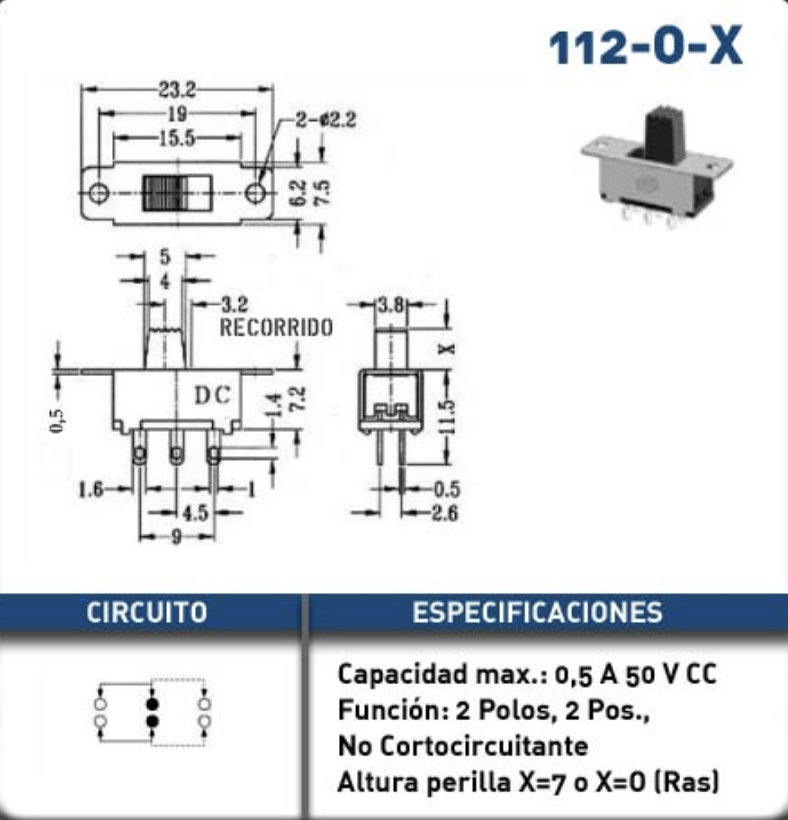 112-0-X
23.2
19
2-ø2.2
15.5
6.2
7.5
5
4
3.2
RECORRIDO
3.8
X
DC
0,5
1.4
7.2
11.5
1.6
1
0.5
4.5
2.6
9
CIRCUITO
ESPECIFICACIONES
Capacidad max.: 0,5 A 50 V CC
Función: 2 Polos, 2 Pos.,
No Cortocircuitante
Altura perilla X=7 o X=0 (Ras)